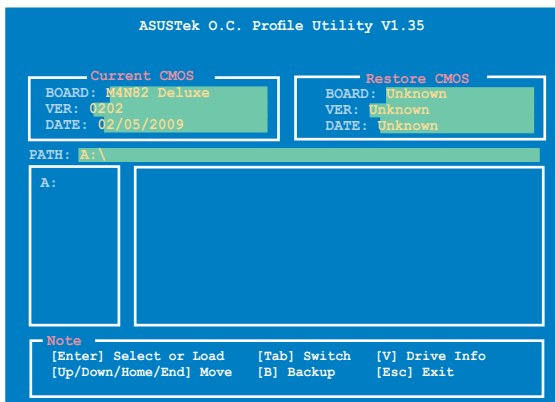 ASUSTek O.C. Profile Utility V1.35
Current CMOS
BOARD: M4N82 Deluxe
VER: 0202
DATE: 02/05/2009
Restore CMOS
BOARD: Unknown
VER: Unknown
DATE: Unknown
PATH: A:\
A:
Note
[Enter] Select or Load [Tab] Switch [V] Drive Info
[Up/Down/Home/End] Move [B] Backup [Esc] Exit